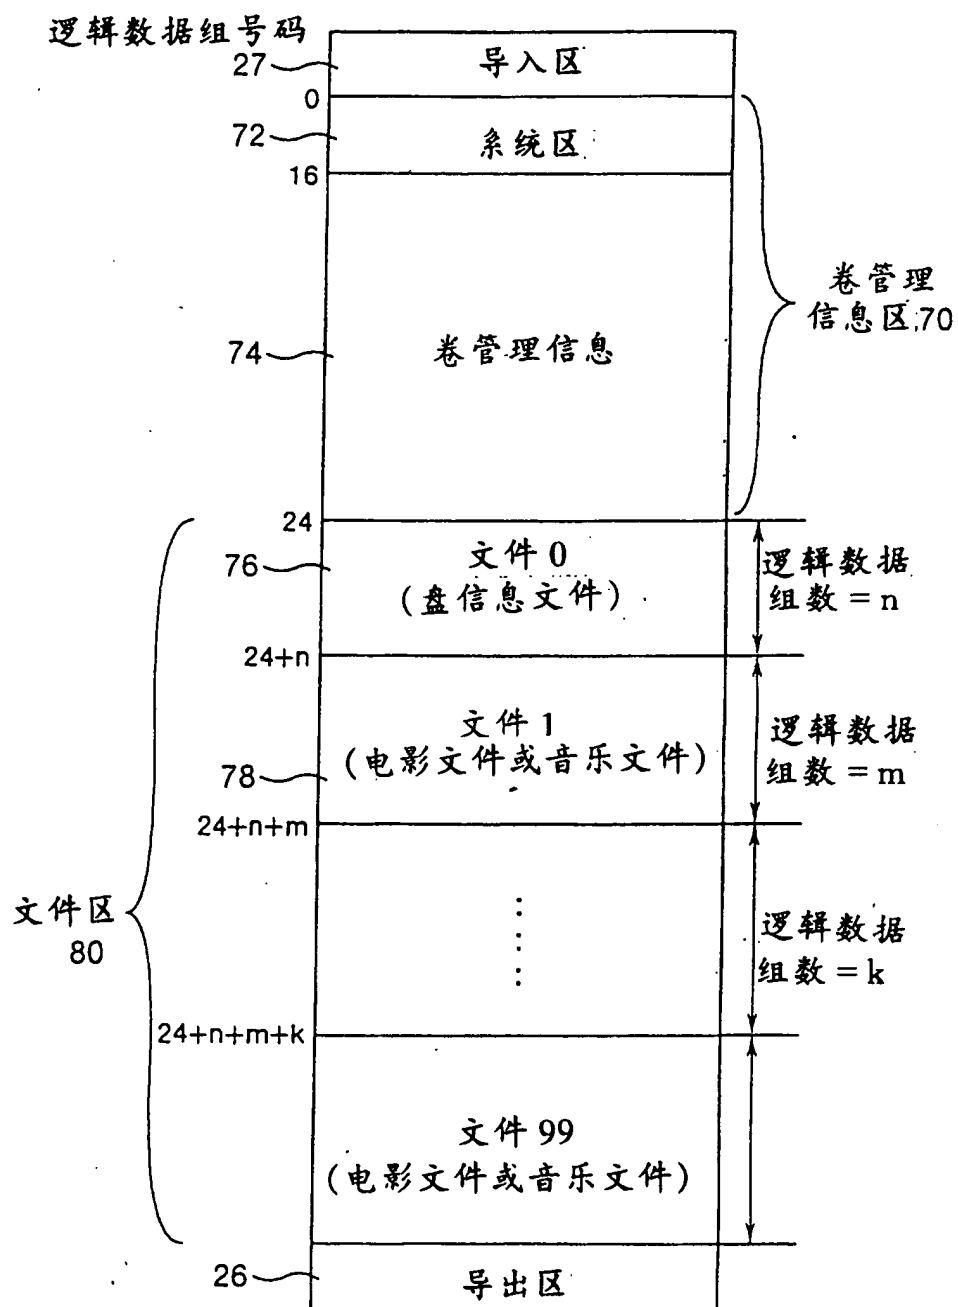 逻辑数据组号码
27
导入区
0
72
系统区
16
卷管理
信息区,70
74
卷管理信息
24
76
文件 0
(盘信息文件)
逻辑数据
组数=n
24+n
文件 1
(电影文件或音乐文件)
78
逻辑数据
组数=m
24+n+m
文件区
80
逻辑数据
组数=k
24+n+m+k
文件 99
(电影文件或音乐文件)
26
导出区